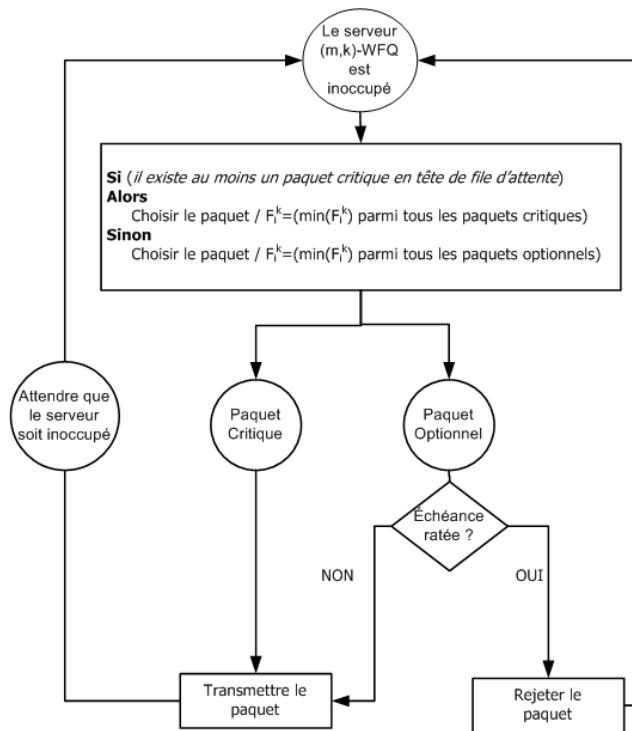 Le serveur
(m,k)-WFQ
est
inoccupé
Si (il existe au moins un paquet critique en tête de file d'attente)
Alors
Choisir le paquet / Fᵢᵏ=(min(Fᵢᵏ) parmi tous les paquets critiques)
Sinon
Choisir le paquet / Fᵢᵏ=(min(Fᵢᵏ) parmi tous les paquets optionnels)
Attendre que
le serveur
soit inoccupé
Paquet
Critique
Paquet
Optionnel
Échéance
ratée ?
NON
OUI
Transmettre le
paquet
Rejeter le
paquet